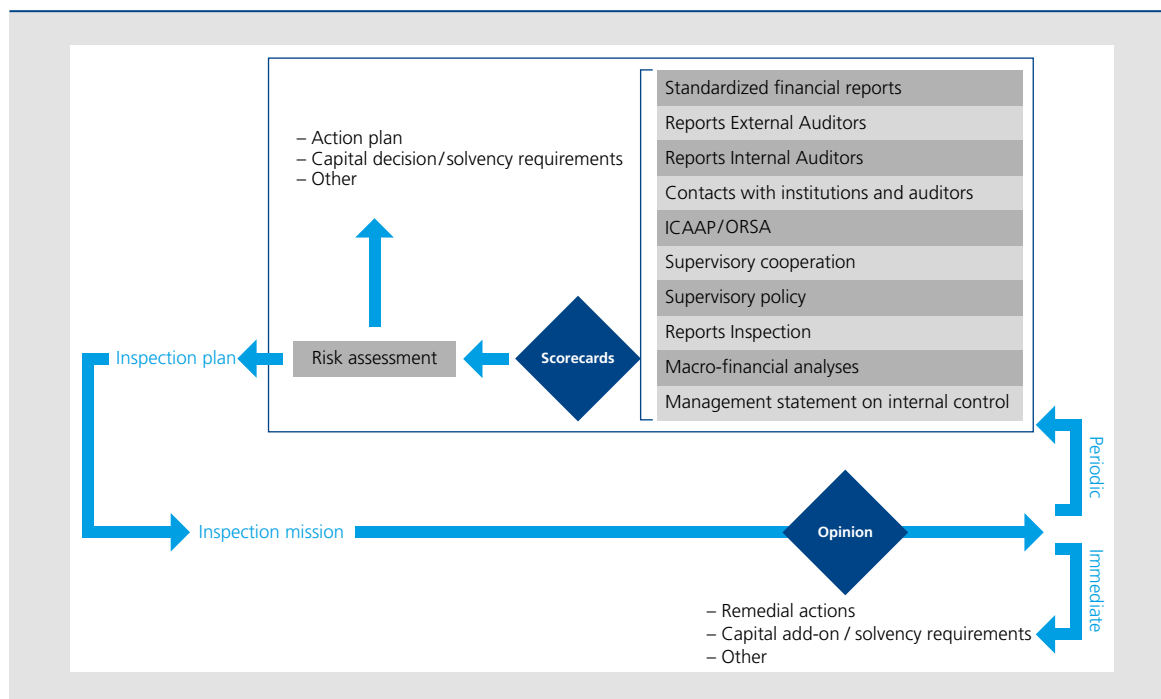 Standardized financial reports
Reports External Auditors
Reports Internal Auditors
Contacts with institutions and auditors
ICAAP/ORSA
Supervisory cooperation
Supervisory policy
Reports Inspection
Macro-financial analyses
Management statement on internal control
– Action plan
– Capital decision/solvency requirements
– Other
Inspection plan
Risk assessment
Scorecards
Periodic
Inspection mission
Opinion
Immediate
– Remedial actions
– Capital add-on / solvency requirements
– Other